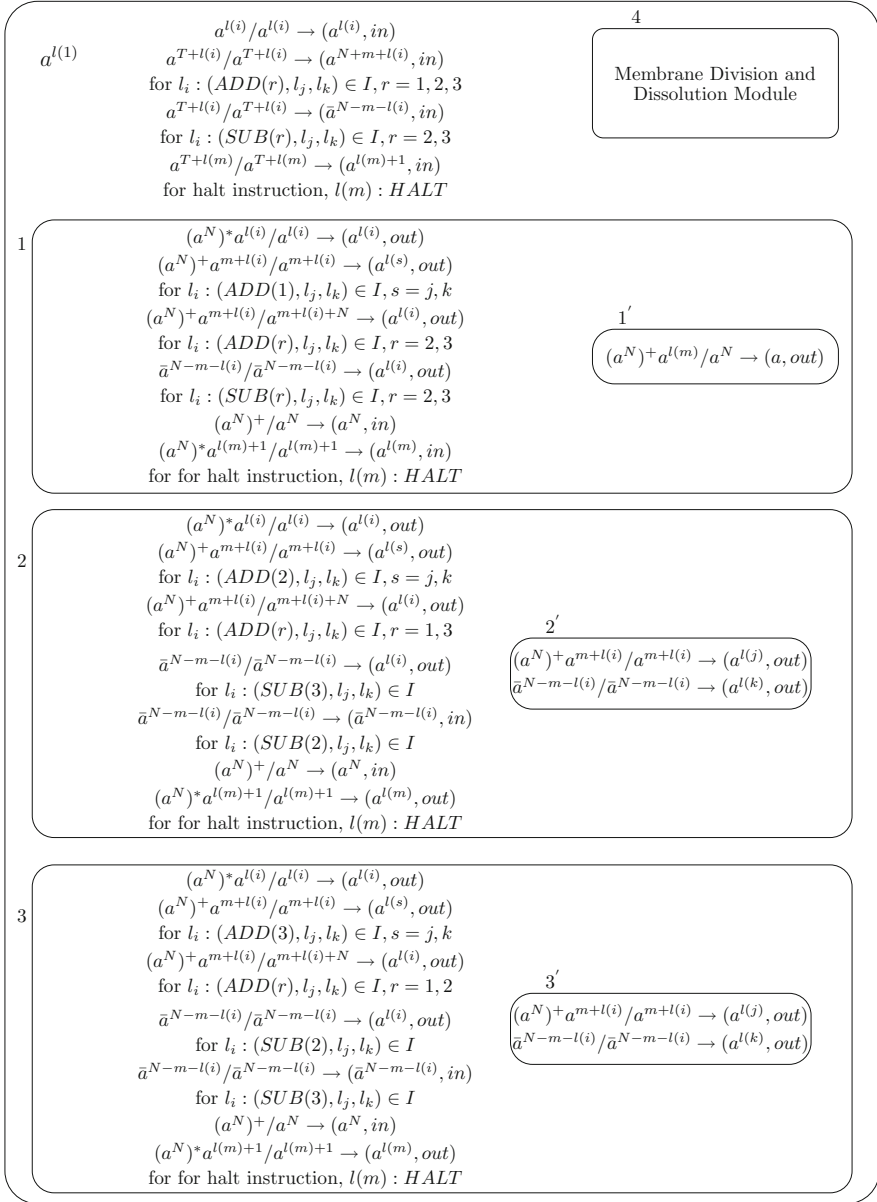 4
a^{l(1)}
a^{l(i)}/a^{l(i)} → (a^{l(i)}, in)
a^{T+l(i)}/a^{T+l(i)} → (a^{N+m+l(i)}, in)
for l_i : (ADD(r), l_j, l_k) ∈ I, r = 1, 2, 3
a^{T+l(i)}/a^{T+l(i)} → (ā^{N−m−l(i)}, in)
for l_i : (SUB(r), l_j, l_k) ∈ I, r = 2, 3
a^{T+l(m)}/a^{T+l(m)} → (a^{l(m)+1}, in)
for halt instruction, l(m) : HALT
Membrane Division and
Dissolution Module
1
(a^N)*a^{l(i)}/a^{l(i)} → (a^{l(i)}, out)
(a^N)^+a^{m+l(i)}/a^{m+l(i)} → (a^{l(s)}, out)
for l_i : (ADD(1), l_j, l_k) ∈ I, s = j, k
(a^N)^+a^{m+l(i)}/a^{m+l(i)+N} → (a^{l(i)}, out)
for l_i : (ADD(r), l_j, l_k) ∈ I, r = 2, 3
ā^{N−m−l(i)}/ā^{N−m−l(i)} → (a^{l(i)}, out)
for l_i : (SUB(r), l_j, l_k) ∈ I, r = 2, 3
(a^N)^+/a^N → (a^N, in)
(a^N)*a^{l(m)+1}/a^{l(m)+1} → (a^{l(m)}, in)
for for halt instruction, l(m) : HALT
1′
(a^N)^+a^{l(m)}/a^N → (a, out)
2
(a^N)*a^{l(i)}/a^{l(i)} → (a^{l(i)}, out)
(a^N)^+a^{m+l(i)}/a^{m+l(i)} → (a^{l(s)}, out)
for l_i : (ADD(2), l_j, l_k) ∈ I, s = j, k
(a^N)^+a^{m+l(i)}/a^{m+l(i)+N} → (a^{l(i)}, out)
for l_i : (ADD(r), l_j, l_k) ∈ I, r = 1, 3
ā^{N−m−l(i)}/ā^{N−m−l(i)} → (a^{l(i)}, out)
for l_i : (SUB(3), l_j, l_k) ∈ I
ā^{N−m−l(i)}/ā^{N−m−l(i)} → (ā^{N−m−l(i)}, in)
for l_i : (SUB(2), l_j, l_k) ∈ I
(a^N)^+/a^N → (a^N, in)
(a^N)*a^{l(m)+1}/a^{l(m)+1} → (a^{l(m)}, out)
for for halt instruction, l(m) : HALT
2′
(a^N)^+a^{m+l(i)}/a^{m+l(i)} → (a^{l(j)}, out)
ā^{N−m−l(i)}/ā^{N−m−l(i)} → (a^{l(k)}, out)
3
(a^N)*a^{l(i)}/a^{l(i)} → (a^{l(i)}, out)
(a^N)^+a^{m+l(i)}/a^{m+l(i)} → (a^{l(s)}, out)
for l_i : (ADD(3), l_j, l_k) ∈ I, s = j, k
(a^N)^+a^{m+l(i)}/a^{m+l(i)+N} → (a^{l(i)}, out)
for l_i : (ADD(r), l_j, l_k) ∈ I, r = 1, 2
ā^{N−m−l(i)}/ā^{N−m−l(i)} → (a^{l(i)}, out)
for l_i : (SUB(2), l_j, l_k) ∈ I
ā^{N−m−l(i)}/ā^{N−m−l(i)} → (ā^{N−m−l(i)}, in)
for l_i : (SUB(3), l_j, l_k) ∈ I
(a^N)^+/a^N → (a^N, in)
(a^N)*a^{l(m)+1}/a^{l(m)+1} → (a^{l(m)}, out)
for for halt instruction, l(m) : HALT
3′
(a^N)^+a^{m+l(i)}/a^{m+l(i)} → (a^{l(j)}, out)
ā^{N−m−l(i)}/ā^{N−m−l(i)} → (a^{l(k)}, out)